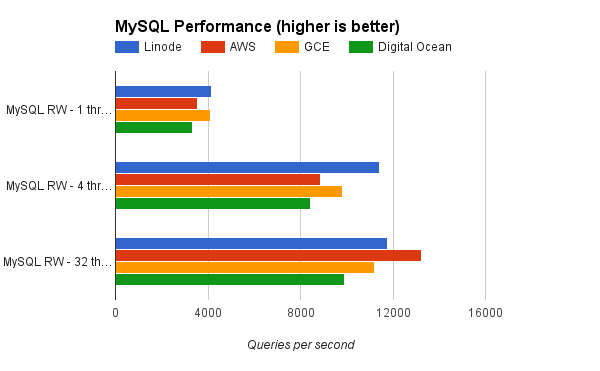 MySQL Performance (higher is better)
Linode AWS GCE Digital Ocean
MySQL RW - 1 thr...
MySQL RW - 4 thr...
MySQL RW - 32 th...
0 4000 8000 12000 16000
Queries per second